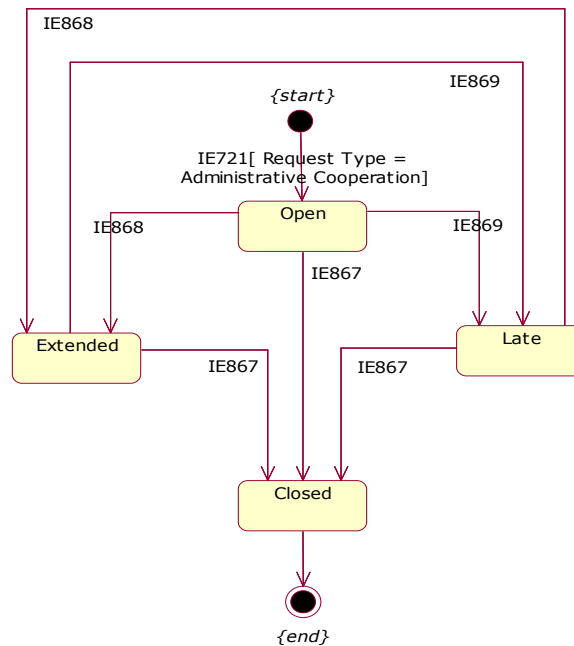 IE868
IE869
{start}
IE721[ Request Type =
Administrative Cooperation]
Open
IE868
IE869
IE867
Extended
Late
IE867
IE867
Closed
{end}